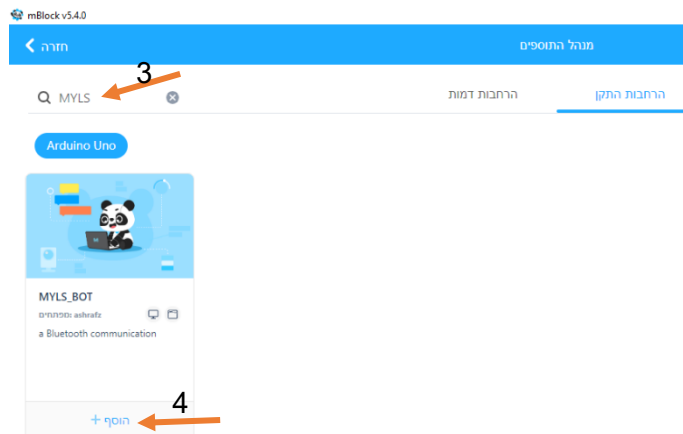 mBlock v5.4.0
חזרה
מנהל התוספים
3
MYLS
הרחבות התקן
הרחבות דמות
Arduino Uno
MYLS_BOT
מפתחים: ashrafz
a Bluetooth communication
4
הוסף +